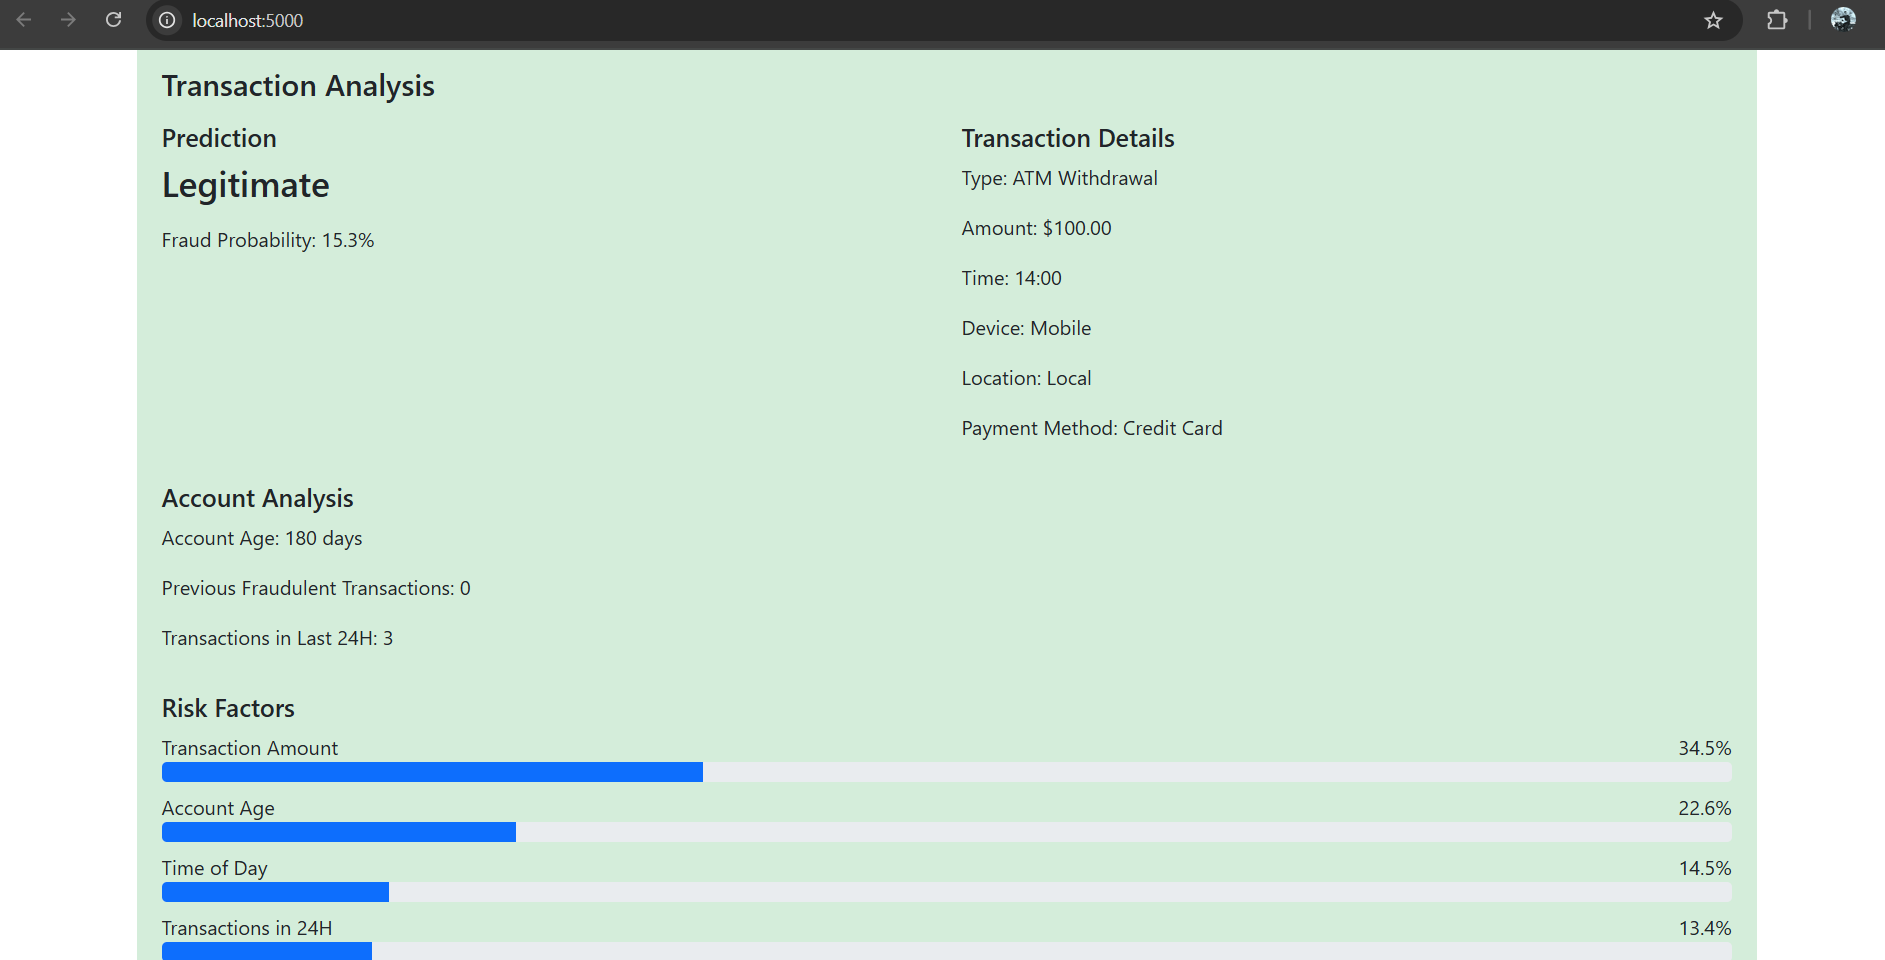 localhost:5000
Transaction Analysis
Prediction
Legitimate
Fraud Probability: 15.3%
Transaction Details
Type: ATM Withdrawal
Amount: $100.00
Time: 14:00
Device: Mobile
Location: Local
Payment Method: Credit Card
Account Analysis
Account Age: 180 days
Previous Fraudulent Transactions: 0
Transactions in Last 24H: 3
Risk Factors
Transaction Amount 34.5%
Account Age 22.6%
Time of Day 14.5%
Transactions in 24H 13.4%